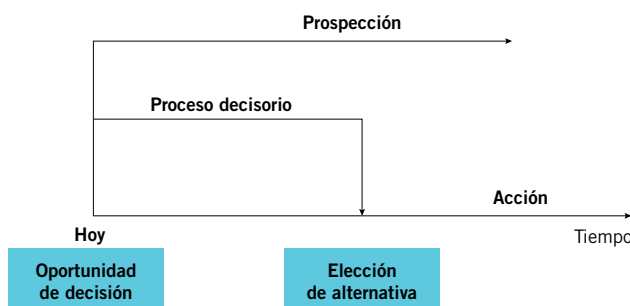 Prospección
Proceso decisorio
Acción
Hoy
Tiempo
Oportunidad
de decisión
Elección
de alternativa